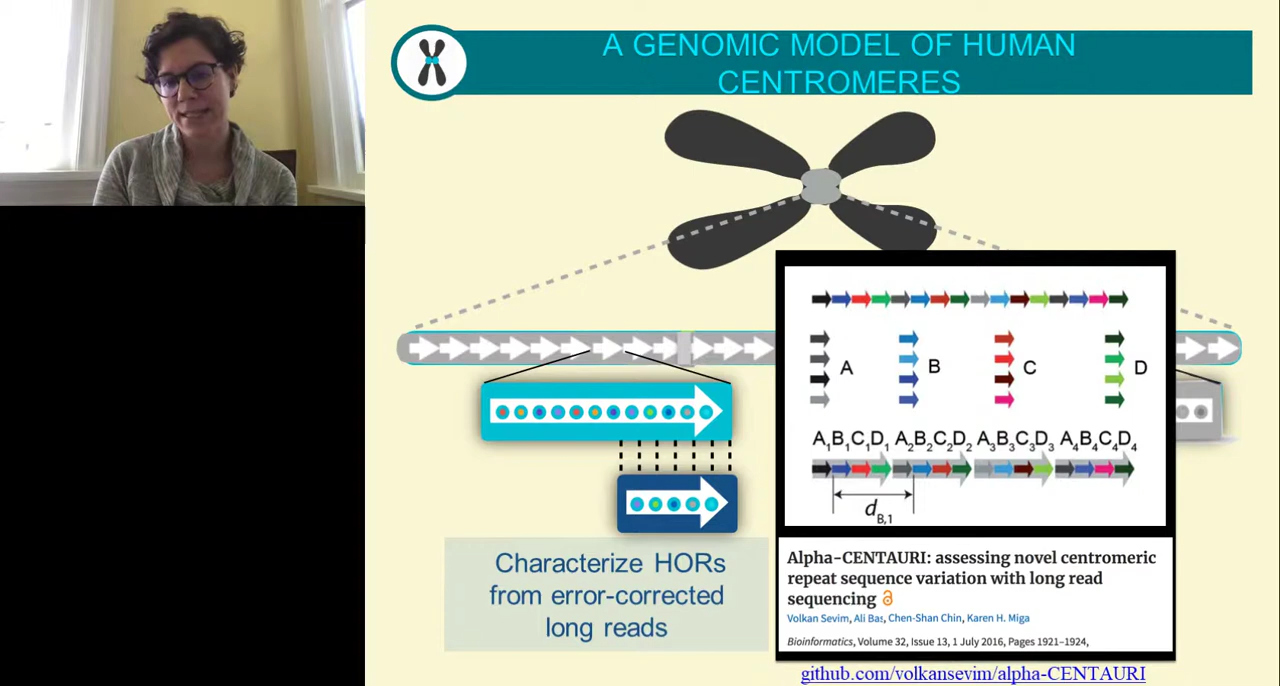 A GENOMIC MODEL OF HUMAN
CENTROMERES
A
B
C
D
A₁B₁C₁D₁ A₂B₂C₂D₂ A₃B₃C₃D₃ A₄B₄C₄D₄
d_B,1
Characterize HORs
from error-corrected
long reads
Alpha-CENTAURI: assessing novel centromeric
repeat sequence variation with long read
sequencing
Volkan Sevim, Ali Bas, Chen-Shan Chin, Karen H. Miga
Bioinformatics, Volume 32, Issue 13, 1 July 2016, Pages 1921–1924,
github.com/volkansevim/alpha-CENTAURI